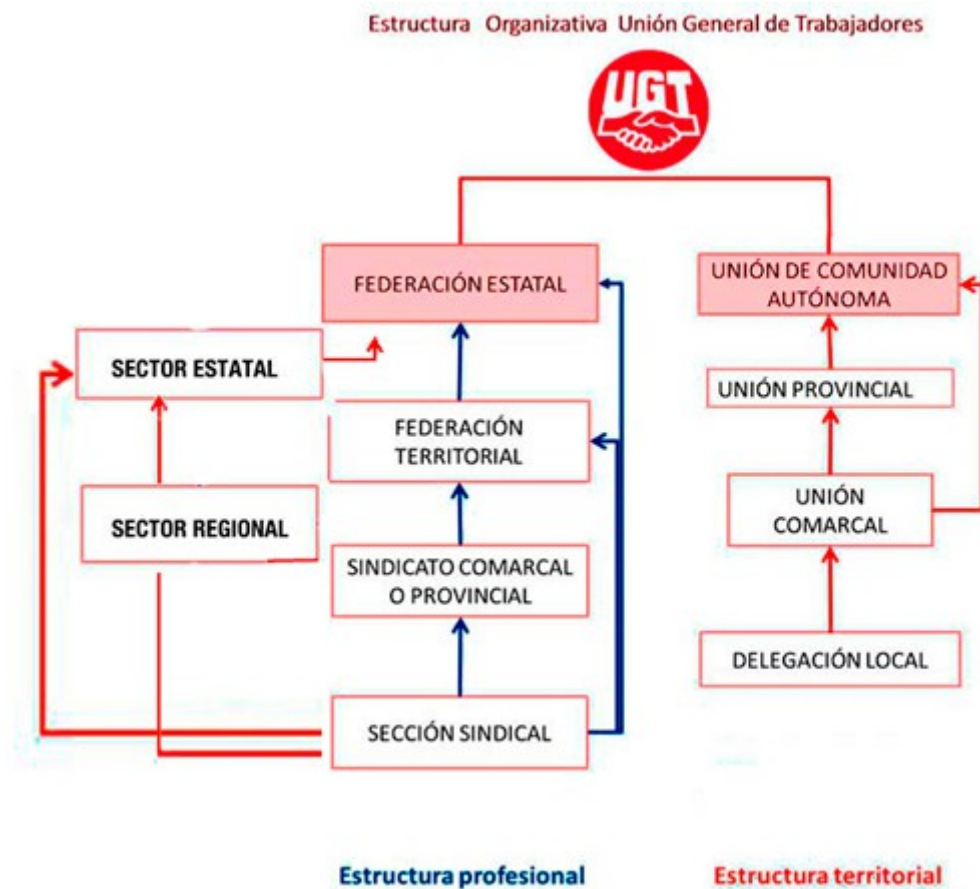 Estructura Organizativa Unión General de Trabajadores
UGT
FEDERACIÓN ESTATAL
UNIÓN DE COMUNIDAD
AUTÓNOMA
SECTOR ESTATAL
UNIÓN PROVINCIAL
FEDERACIÓN
TERRITORIAL
SECTOR REGIONAL
UNIÓN
COMARCAL
SINDICATO COMARCAL
O PROVINCIAL
DELEGACIÓN LOCAL
SECCIÓN SINDICAL
Estructura profesional
Estructura territorial